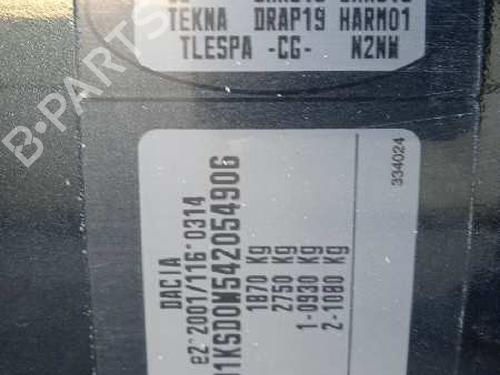 TEKNA DRAP19 HARM01
TLESPA -CG- N2NW
334024
DACIA
e2*2001/116*0314
1KSD0W542054906
1870 Kg
2750 Kg
1-0930 Kg
2-1080 Kg
B-PARTS